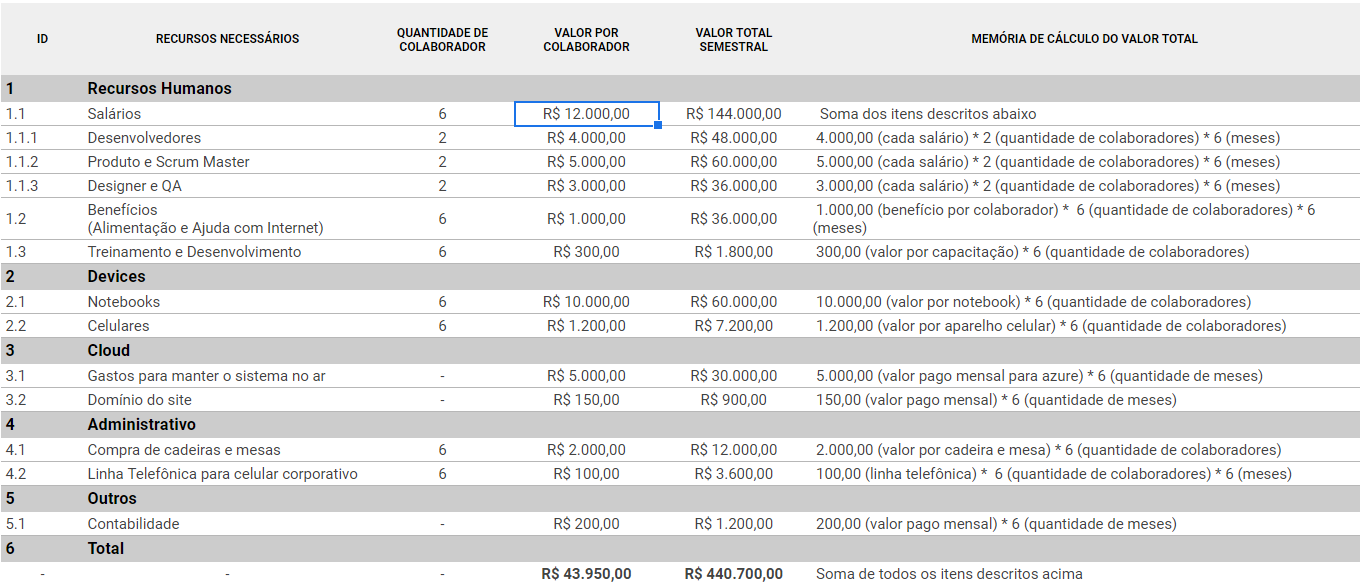 ID RECURSOS NECESSÁRIOS QUANTIDADE DE COLABORADOR VALOR POR COLABORADOR VALOR TOTAL SEMESTRAL MEMÓRIA DE CÁLCULO DO VALOR TOTAL
1 Recursos Humanos
1.1 Salários 6 R$ 12.000,00 R$ 144.000,00 Soma dos itens descritos abaixo
1.1.1 Desenvolvedores 2 R$ 4.000,00 R$ 48.000,00 4.000,00 (cada salário) * 2 (quantidade de colaboradores) * 6 (meses)
1.1.2 Produto e Scrum Master 2 R$ 5.000,00 R$ 60.000,00 5.000,00 (cada salário) * 2 (quantidade de colaboradores) * 6 (meses)
1.1.3 Designer e QA 2 R$ 3.000,00 R$ 36.000,00 3.000,00 (cada salário) * 2 (quantidade de colaboradores) * 6 (meses)
1.2 Benefícios (Alimentação e Ajuda com Internet) 6 R$ 1.000,00 R$ 36.000,00 1.000,00 (benefício por colaborador) * 6 (quantidade de colaboradores) * 6 (meses)
1.3 Treinamento e Desenvolvimento 6 R$ 300,00 R$ 1.800,00 300,00 (valor por capacitação) * 6 (quantidade de colaboradores)
2 Devices
2.1 Notebooks 6 R$ 10.000,00 R$ 60.000,00 10.000,00 (valor por notebook) * 6 (quantidade de colaboradores)
2.2 Celulares 6 R$ 1.200,00 R$ 7.200,00 1.200,00 (valor por aparelho celular) * 6 (quantidade de colaboradores)
3 Cloud
3.1 Gastos para manter o sistema no ar - R$ 5.000,00 R$ 30.000,00 5.000,00 (valor pago mensal para azure) * 6 (quantidade de meses)
3.2 Domínio do site - R$ 150,00 R$ 900,00 150,00 (valor pago mensal) * 6 (quantidade de meses)
4 Administrativo
4.1 Compra de cadeiras e mesas 6 R$ 2.000,00 R$ 12.000,00 2.000,00 (valor por cadeira e mesa) * 6 (quantidade de colaboradores)
4.2 Linha Telefônica para celular corporativo 6 R$ 100,00 R$ 3.600,00 100,00 (linha telefônica) * 6 (quantidade de colaboradores) * 6 (meses)
5 Outros
5.1 Contabilidade - R$ 200,00 R$ 1.200,00 200,00 (valor pago mensal) * 6 (quantidade de meses)
6 Total
- - - R$ 43.950,00 R$ 440.700,00 Soma de todos os itens descritos acima